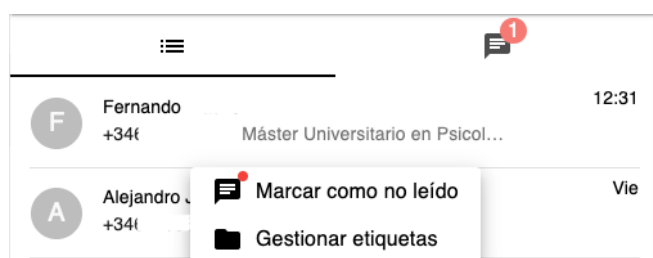 1
F
Fernando
12:31
+346
Máster Universitario en Psicol...
A
Alejandro
Vie
+346
Marcar como no leído
Gestionar etiquetas